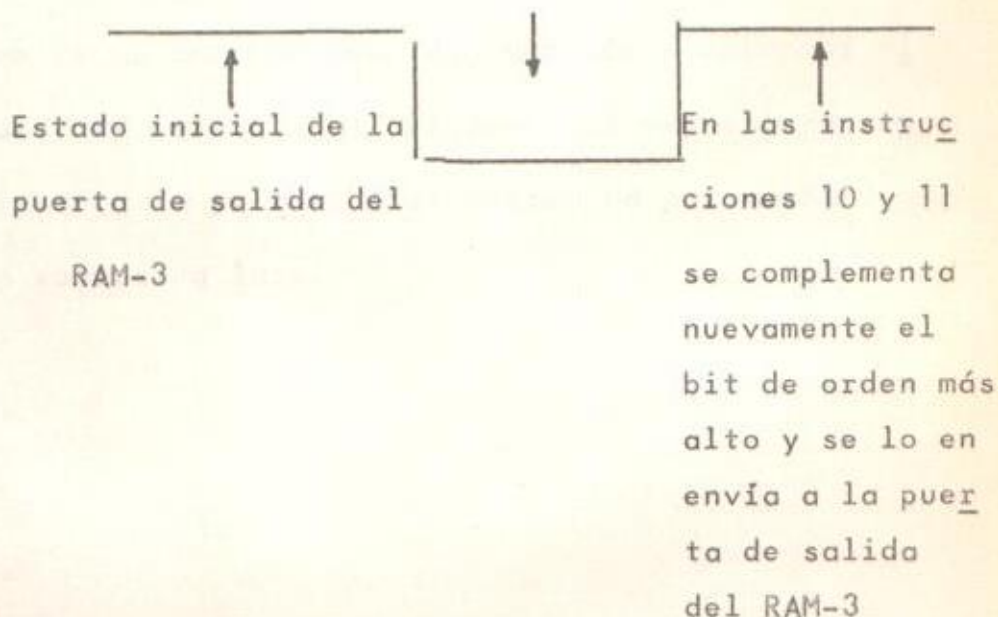 Estado inicial de la
puerta de salida del
RAM-3
En las instruc
ciones 10 y 11
se complementa
nuevamente el
bit de orden más
alto y se lo en
envía a la puer
ta de salida
del RAM-3